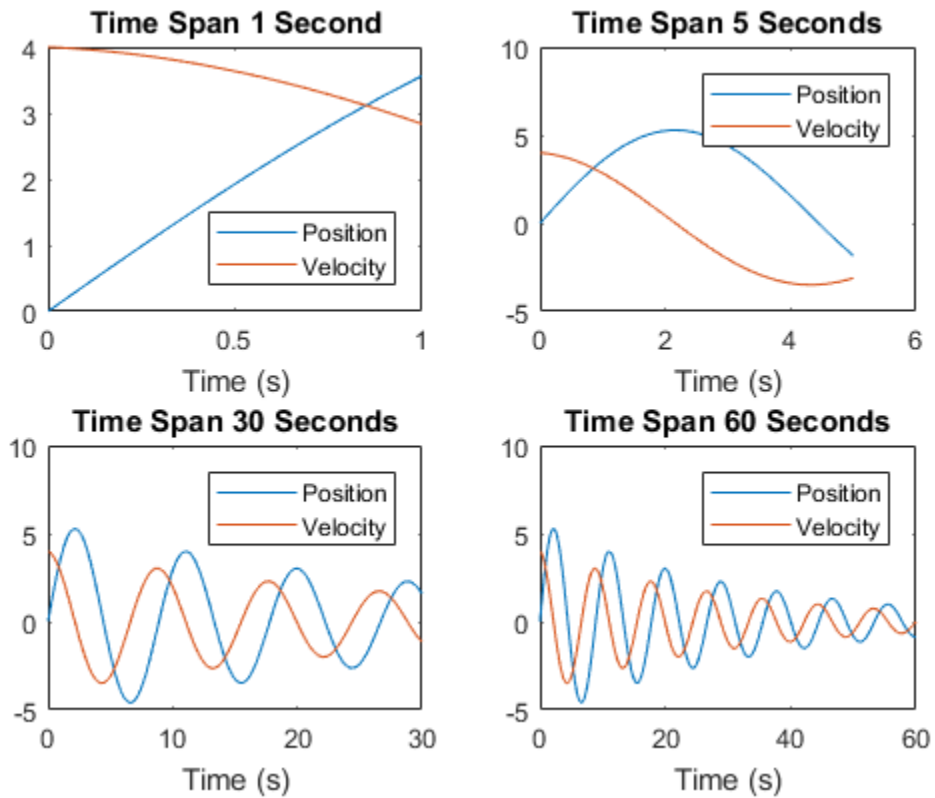 Time Span 1 Second
4
3
2
1
0
0 0.5 1
Position
Velocity
Time (s)
Time Span 5 Seconds
10
5
0
-5
0 2 4 6
Position
Velocity
Time (s)
Time Span 30 Seconds
10
5
0
-5
0 10 20 30
Position
Velocity
Time (s)
Time Span 60 Seconds
10
5
0
-5
0 20 40 60
Position
Velocity
Time (s)